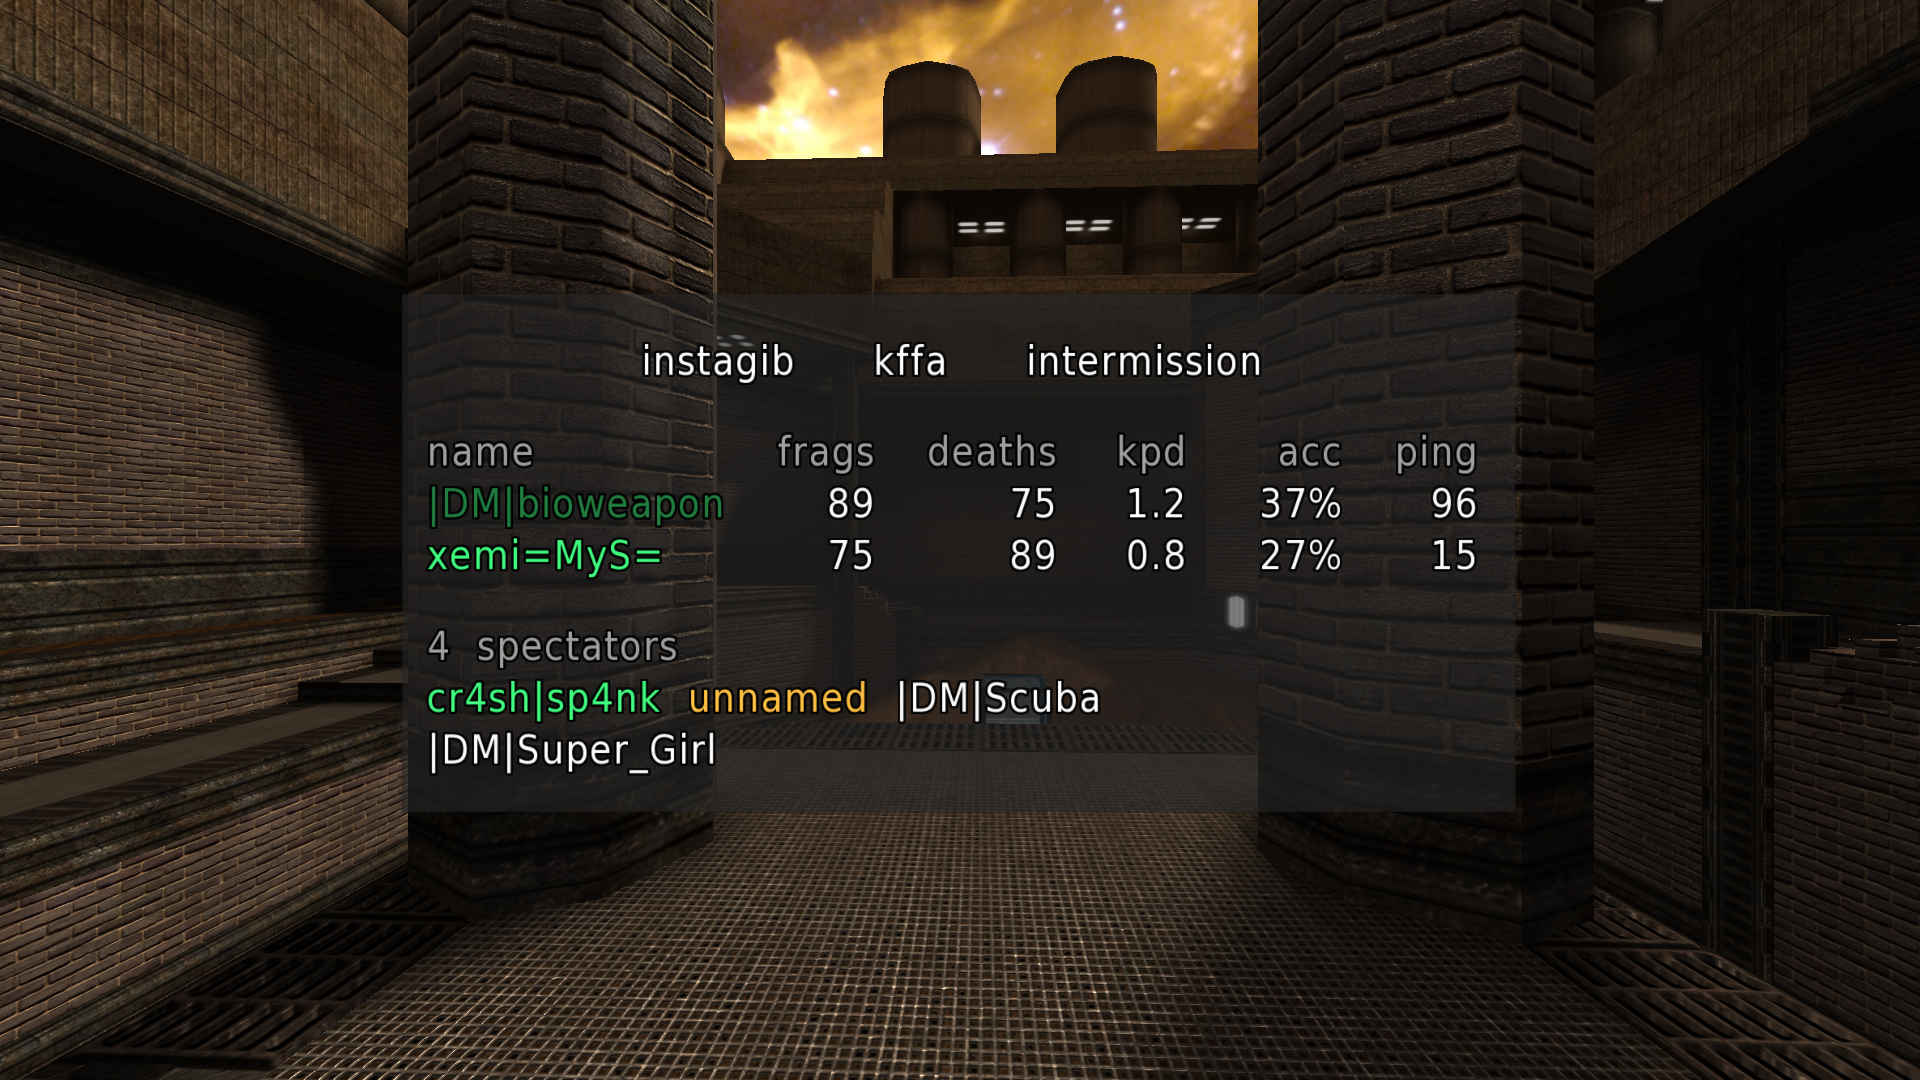 instagib kffa intermission
name frags deaths kpd acc ping
|DM|bioweapon 89 75 1.2 37% 96
xemi=MyS= 75 89 0.8 27% 15
4 spectators
cr4sh|sp4nk unnamed |DM|Scuba
|DM|Super_Girl